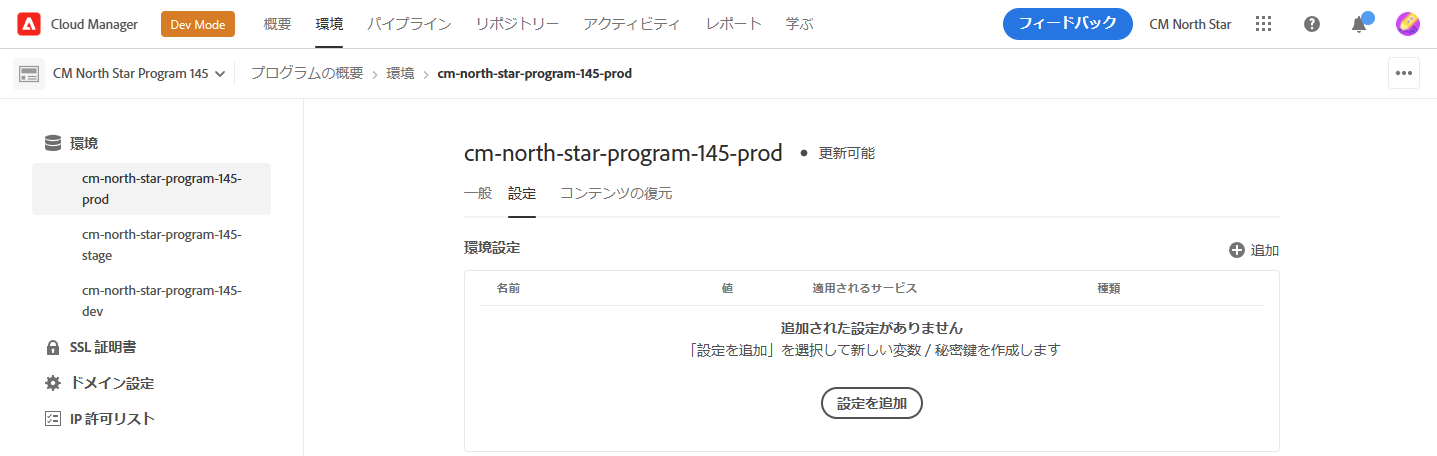 Cloud Manager Dev Mode 概要 環境 パイプライン リポジトリー アクティビティ レポート 学ぶ フィードバック CM North Star
CM North Star Program 145 プログラムの概要 › 環境 › cm-north-star-program-145-prod
環境
cm-north-star-program-145-
prod
cm-north-star-program-145-
stage
cm-north-star-program-145-
dev
SSL 証明書
ドメイン設定
IP 許可リスト
cm-north-star-program-145-prod • 更新可能
一般 設定 コンテンツの復元
環境設定 追加
名前 値 適用されるサービス 種類
追加された設定がありません
「設定を追加」を選択して新しい変数 / 秘密鍵を作成します
設定を追加